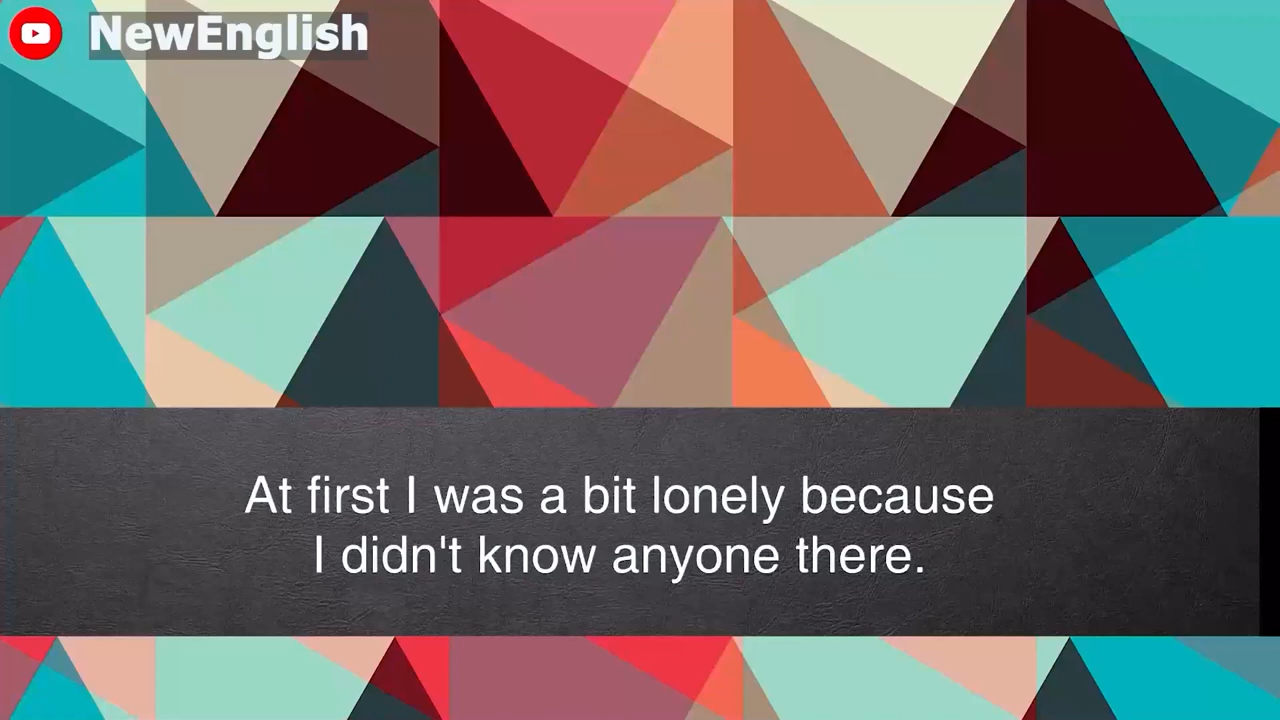 NewEnglish
At first I was a bit lonely because
I didn't know anyone there.